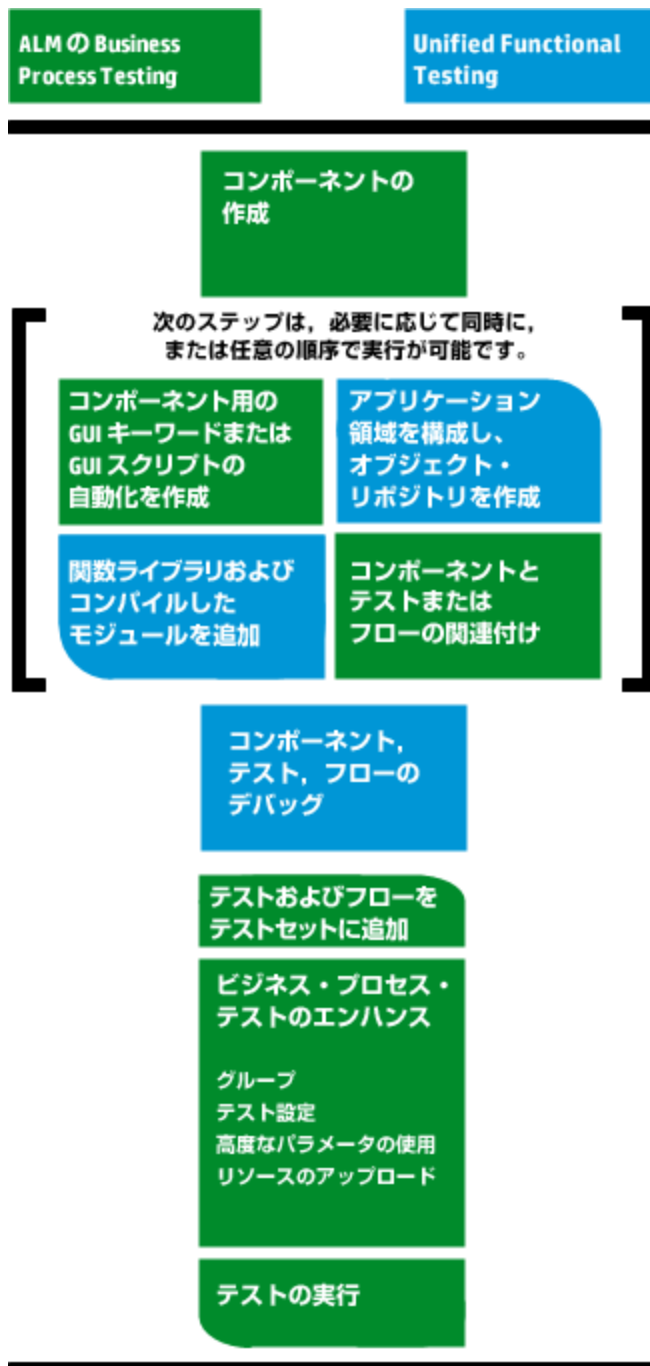 ALM の Business
Process Testing
Unified Functional
Testing
コンポーネントの
作成
次のステップは，必要に応じて同時に，
または任意の順序で実行が可能です。
コンポーネント用の
GUI キーワードまたは
GUI スクリプトの
自動化を作成
アプリケーション
領域を構成し、
オブジェクト・
リポジトリを作成
関数ライブラリおよび
コンパイルした
モジュールを追加
コンポーネントと
テストまたは
フローの関連付け
コンポーネント，
テスト，フローの
デバッグ
テストおよびフローを
テストセットに追加
ビジネス・プロセス・
テストのエンハンス
グループ
テスト設定
高度なパラメータの使用
リソースのアップロード
テストの実行